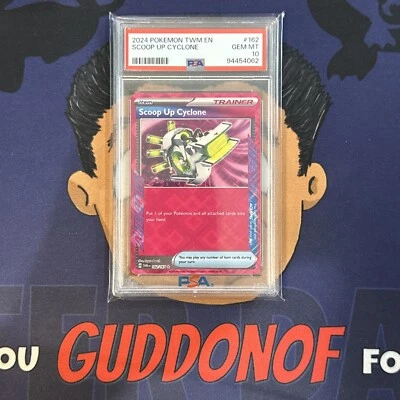 2024 POKEMON TWM EN #162
SCOOP UP CYCLONE GEM MT
10
PSA 94454062
TRAINER
Scoop Up Cyclone
Put 1 of your Pokémon and all attached cards into
your hand.
You may play any number of Item cards during
your turn.
PSA
OU GUDDONOF FO